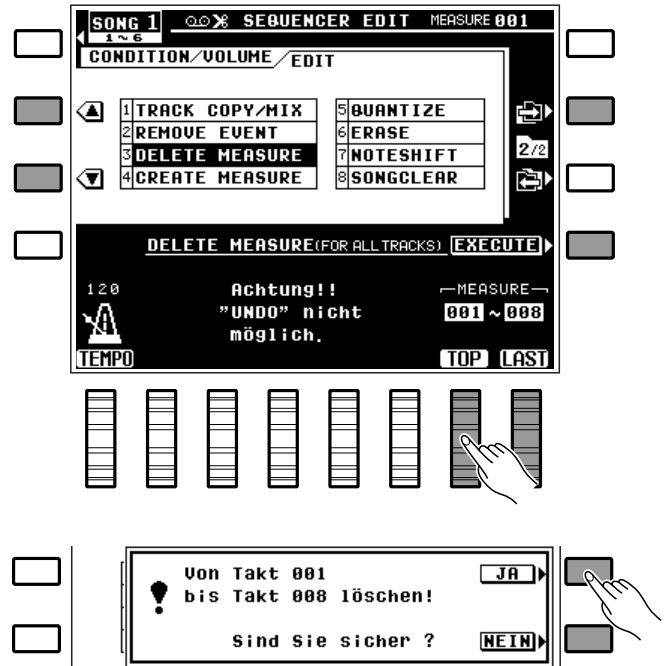 SONG 1 SEQUENCER EDIT MEASURE 001
1~6
CONDITION/VOLUME EDIT
1 TRACK COPY/MIX 5 QUANTIZE
2 REMOVE EVENT 6 ERASE
3 DELETE MEASURE 7 NOTESHIFT
4 CREATE MEASURE 8 SONGCLEAR
2/2
DELETE MEASURE(FOR ALL TRACKS) EXECUTE
120 Achtung!! MEASURE
"UNDO" nicht 001 ~ 008
möglich.
TEMPO TOP LAST
Von Takt 001 JA
bis Takt 008 löschen!
Sind Sie sicher ? NEIN